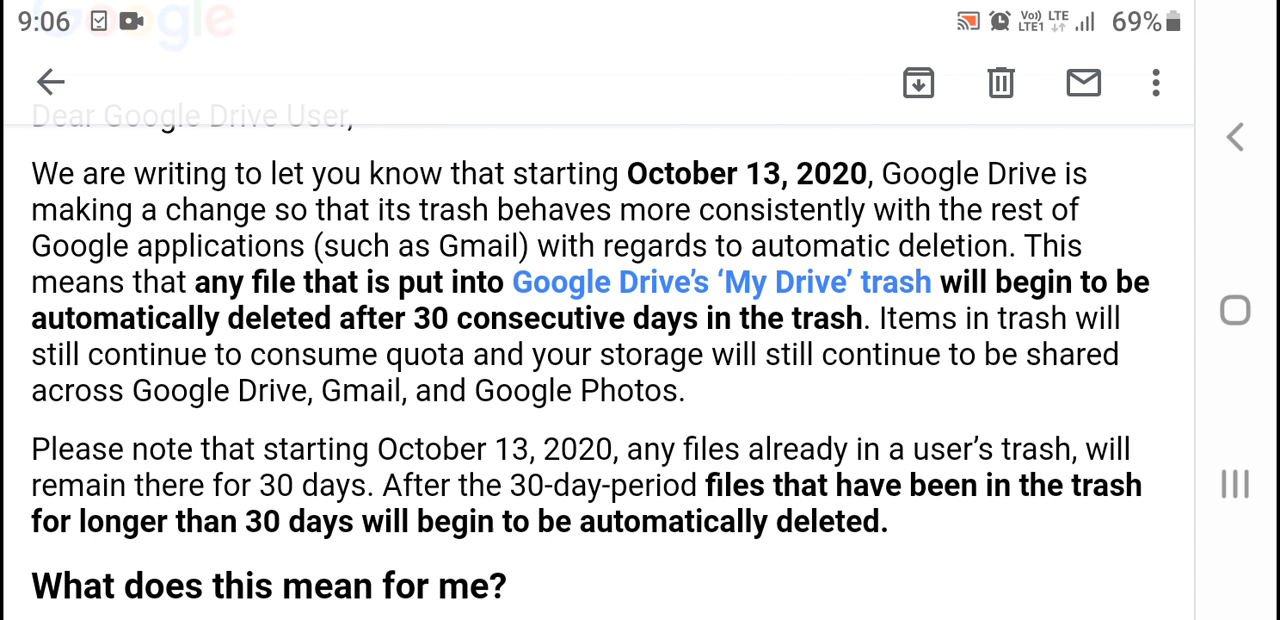 Google
9:06
Vo)) LTE
LTE1
69%
Dear Google Drive User,
We are writing to let you know that starting October 13, 2020, Google Drive is
making a change so that its trash behaves more consistently with the rest of
Google applications (such as Gmail) with regards to automatic deletion. This
means that any file that is put into Google Drive’s ‘My Drive’ trash will begin to be
automatically deleted after 30 consecutive days in the trash. Items in trash will
still continue to consume quota and your storage will still continue to be shared
across Google Drive, Gmail, and Google Photos.
Please note that starting October 13, 2020, any files already in a user’s trash, will
remain there for 30 days. After the 30-day-period files that have been in the trash
for longer than 30 days will begin to be automatically deleted.
What does this mean for me?